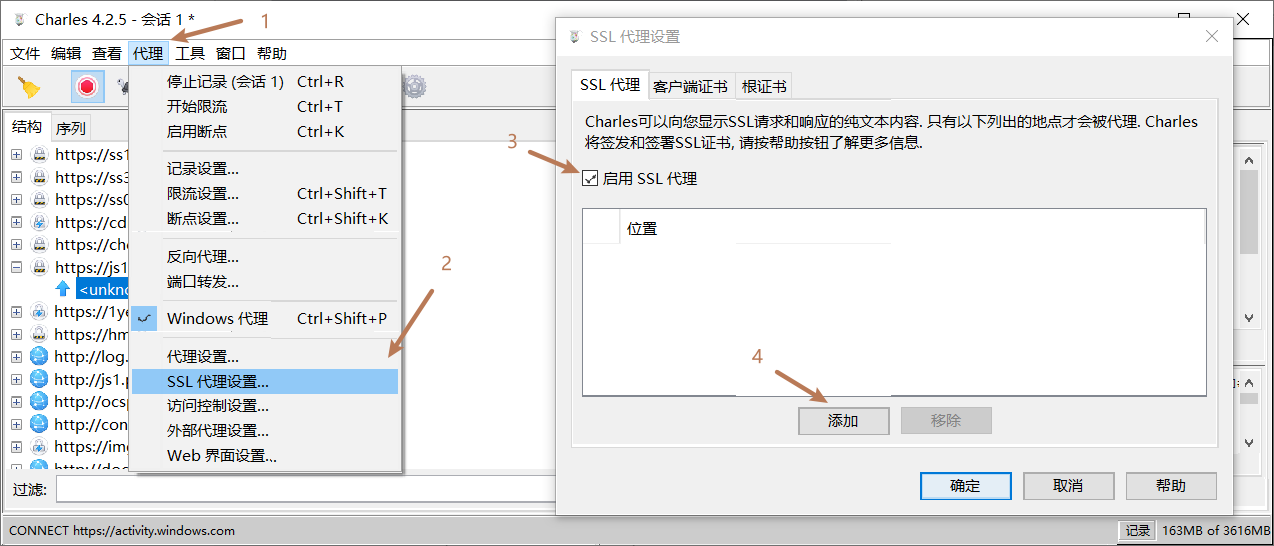 Charles 4.2.5 - 会话 1 *
1
文件 编辑 查看 代理 工具 窗口 帮助
停止记录 (会话 1) Ctrl+R
开始限流 Ctrl+T
启用断点 Ctrl+K
记录设置...
限流设置... Ctrl+Shift+T
断点设置... Ctrl+Shift+K
反向代理...
端口转发...
2
Windows 代理 Ctrl+Shift+P
代理设置...
SSL 代理设置...
访问控制设置...
外部代理设置...
Web 界面设置...
结构 序列
https://ss1
https://ss3
https://ss0
https://cd
https://che
https://js1
<unkno
https://1ye
https://hm
http://log.
http://js1.p
http://ocsp
http://con
https://img
http://doc
过滤:
CONNECT https://activity.windows.com
记录 163MB of 3616MB
SSL 代理设置
SSL 代理 客户端证书 根证书
Charles可以向您显示SSL请求和响应的纯文本内容. 只有以下列出的地点才会被代理. Charles
将签发和签署SSL证书, 请按帮助按钮了解更多信息.
3
启用 SSL 代理
位置
4
添加 移除
确定 取消 帮助